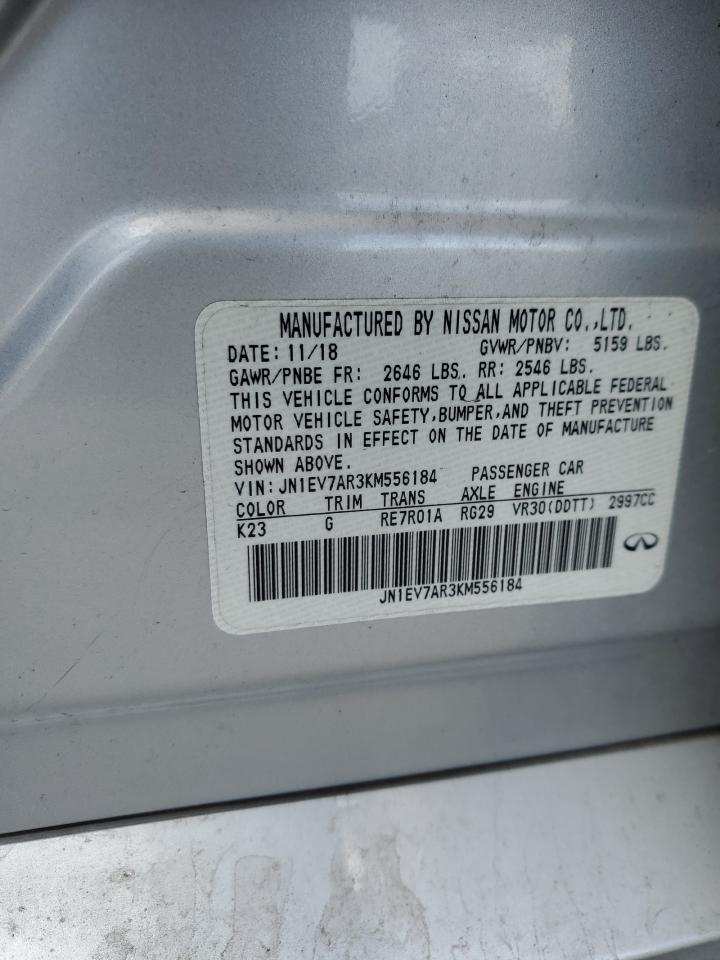 MANUFACTURED BY NISSAN MOTOR CO.,LTD.
DATE: 11/18 GVWR/PNBV: 5159 LBS.
GAWR/PNBE FR: 2646 LBS. RR: 2546 LBS.
THIS VEHICLE CONFORMS TO ALL APPLICABLE FEDERAL
MOTOR VEHICLE SAFETY,BUMPER,AND THEFT PREVENTION
STANDARDS IN EFFECT ON THE DATE OF MANUFACTURE
SHOWN ABOVE.
VIN: JN1EV7AR3KM556184 PASSENGER CAR
COLOR TRIM TRANS AXLE ENGINE
K23 G RE7R01A RG29 VR30(DDTT) 2997CC
JN1EV7AR3KM556184